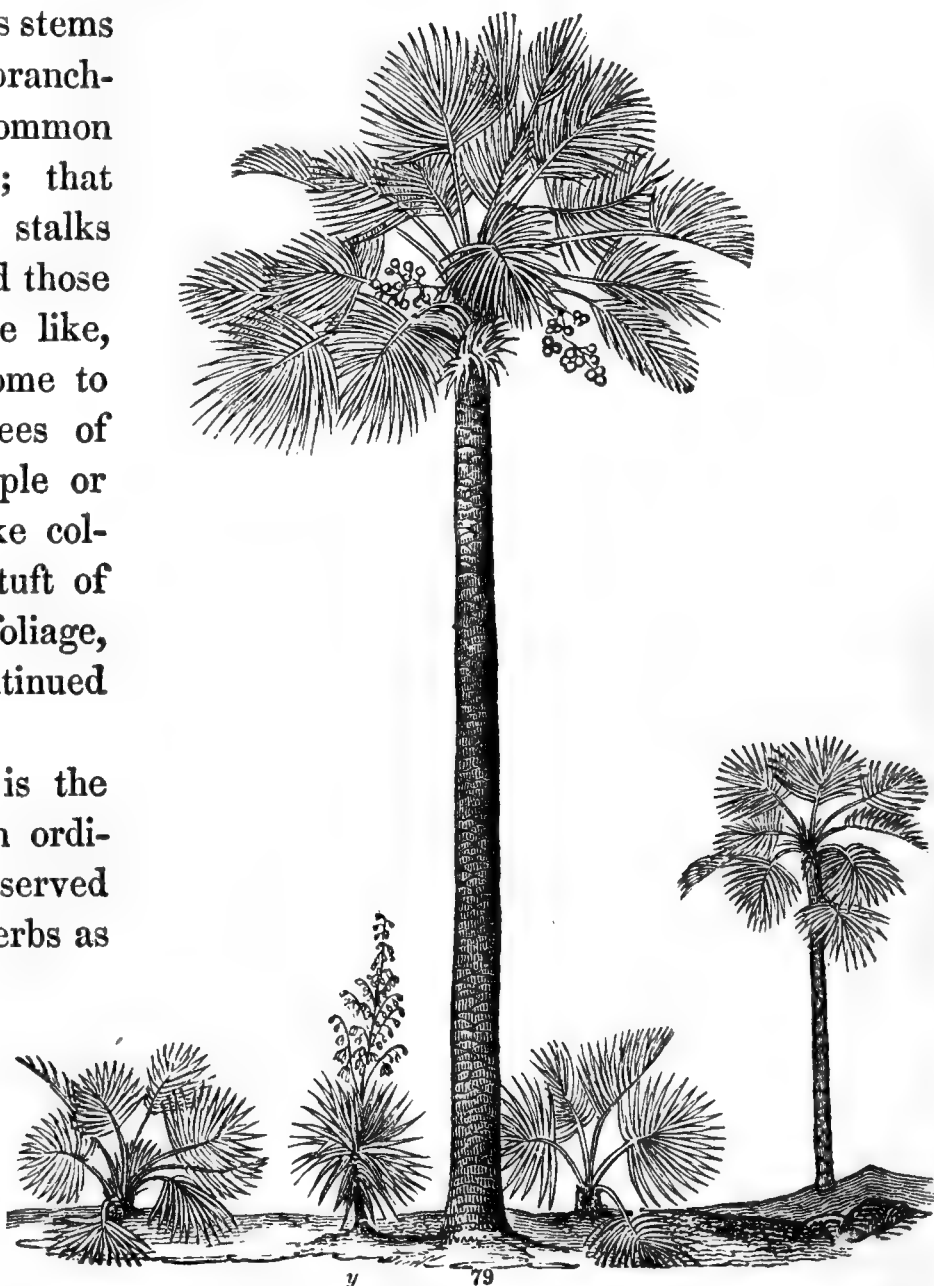 s stems
branch-
ommon
; that
stalks
d those
e like,
ome to
ees of
ple or
ke col-
tuft of
foliage,
tinued
is the
n ordi-
served
erbs as
y 79